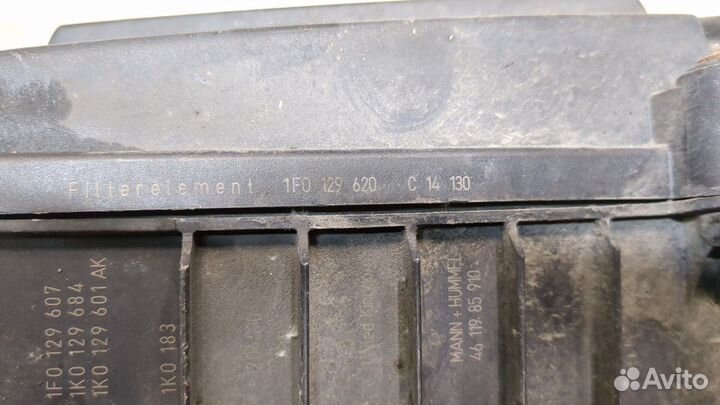 Filterelement 1F0 129 620 C 14 130
1F0 129 607
1K0 129 684
1K0 129 601 AK
1K0 183
MANN + HUMMEL
46 119 85 910
Avito